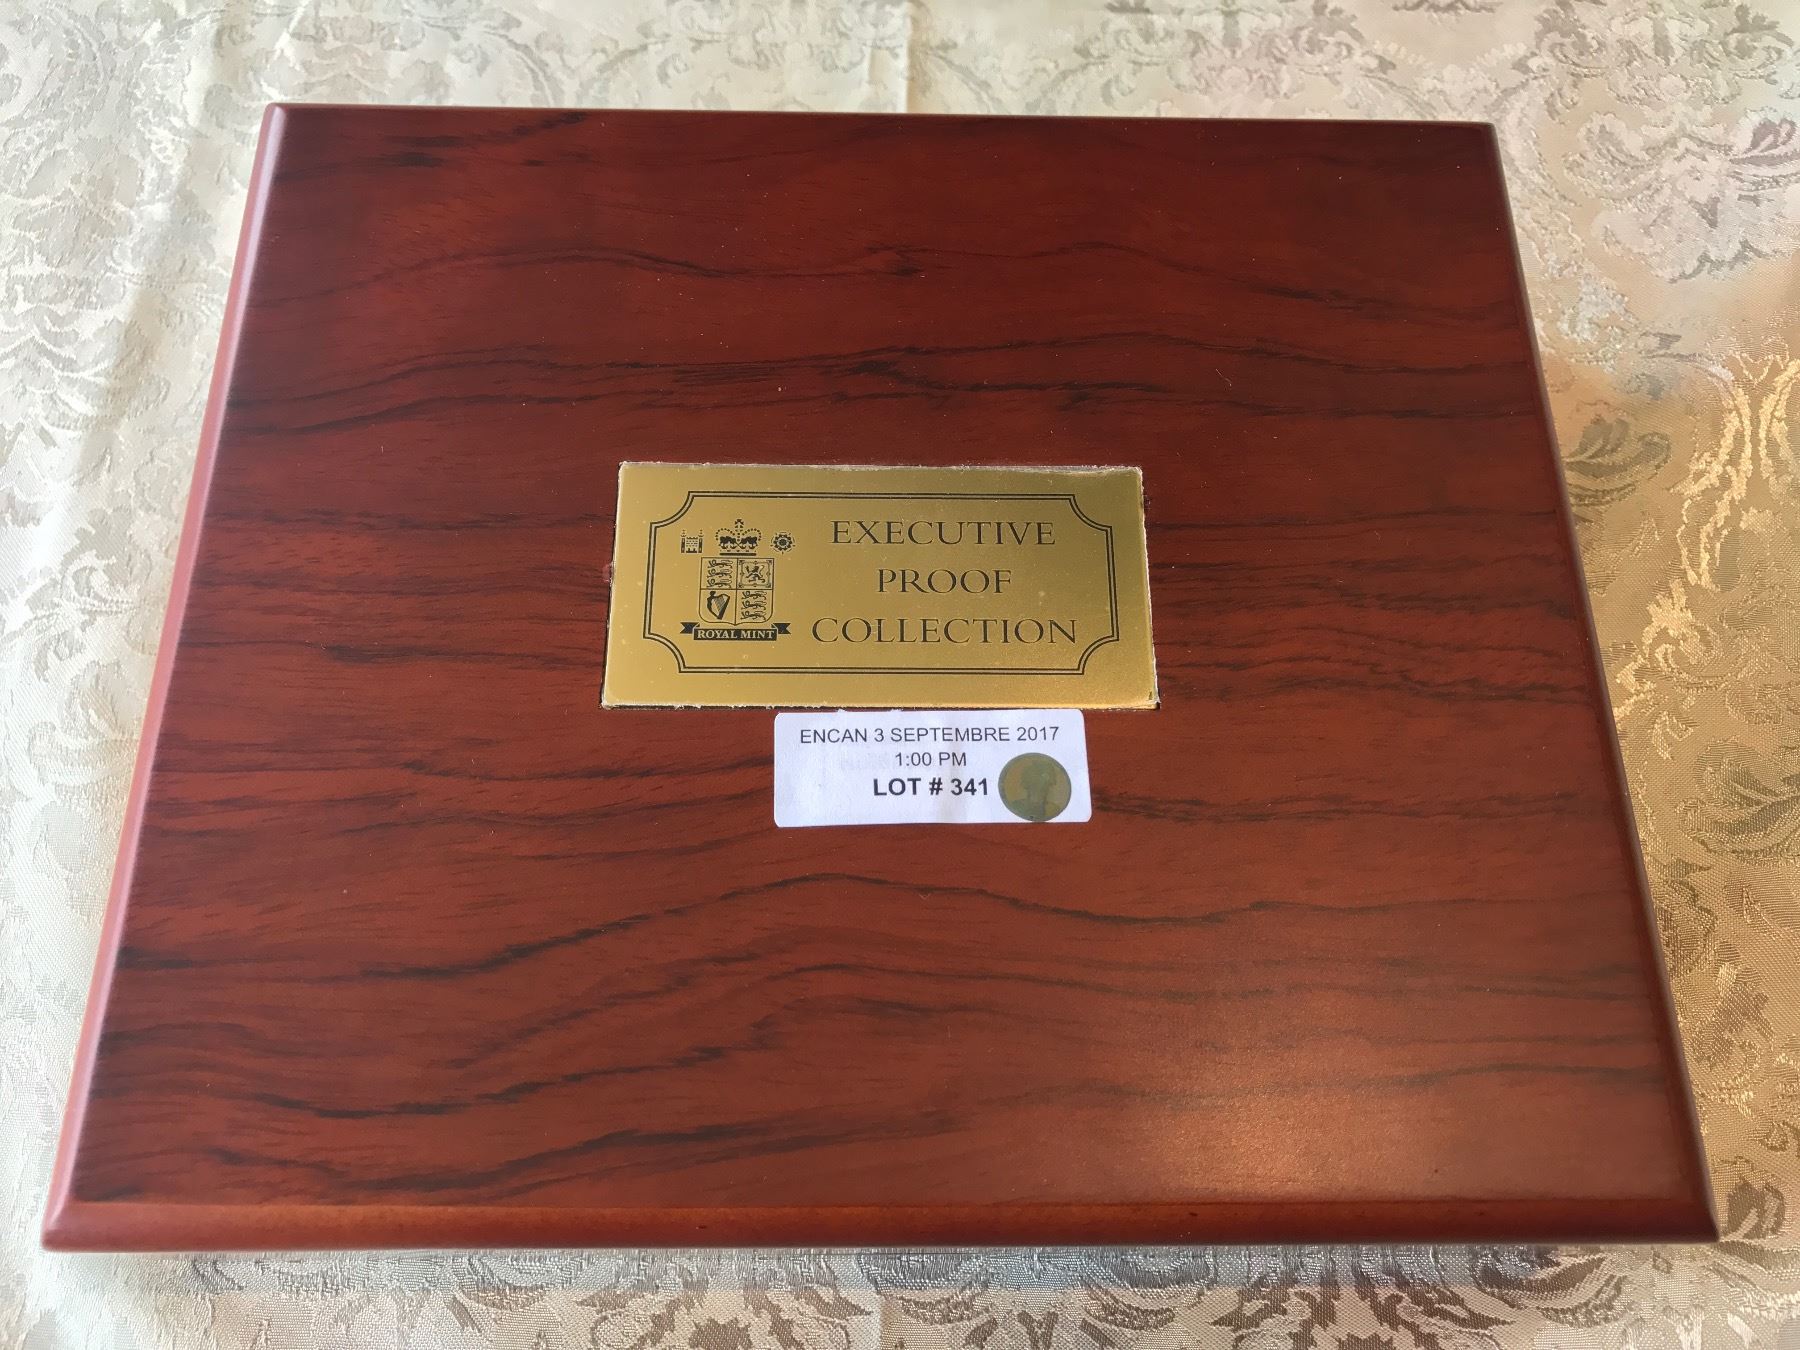 EXECUTIVE
PROOF
COLLECTION
ROYAL MINT
ENCAN 3 SEPTEMBRE 2017
1:00 PM
LOT # 341